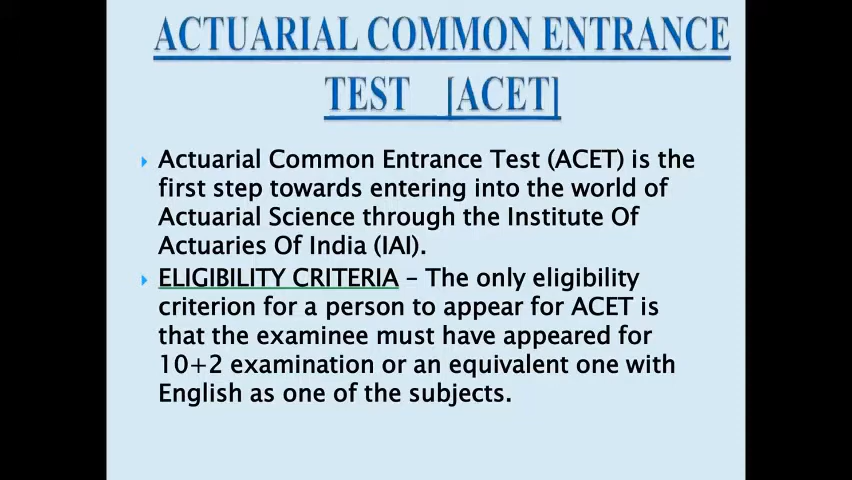 ACTUARIAL COMMON ENTRANCE
TEST [ACET]
Actuarial Common Entrance Test (ACET) is the
first step towards entering into the world of
Actuarial Science through the Institute Of
Actuaries Of India (IAI).
ELIGIBILITY CRITERIA – The only eligibility
criterion for a person to appear for ACET is
that the examinee must have appeared for
10+2 examination or an equivalent one with
English as one of the subjects.